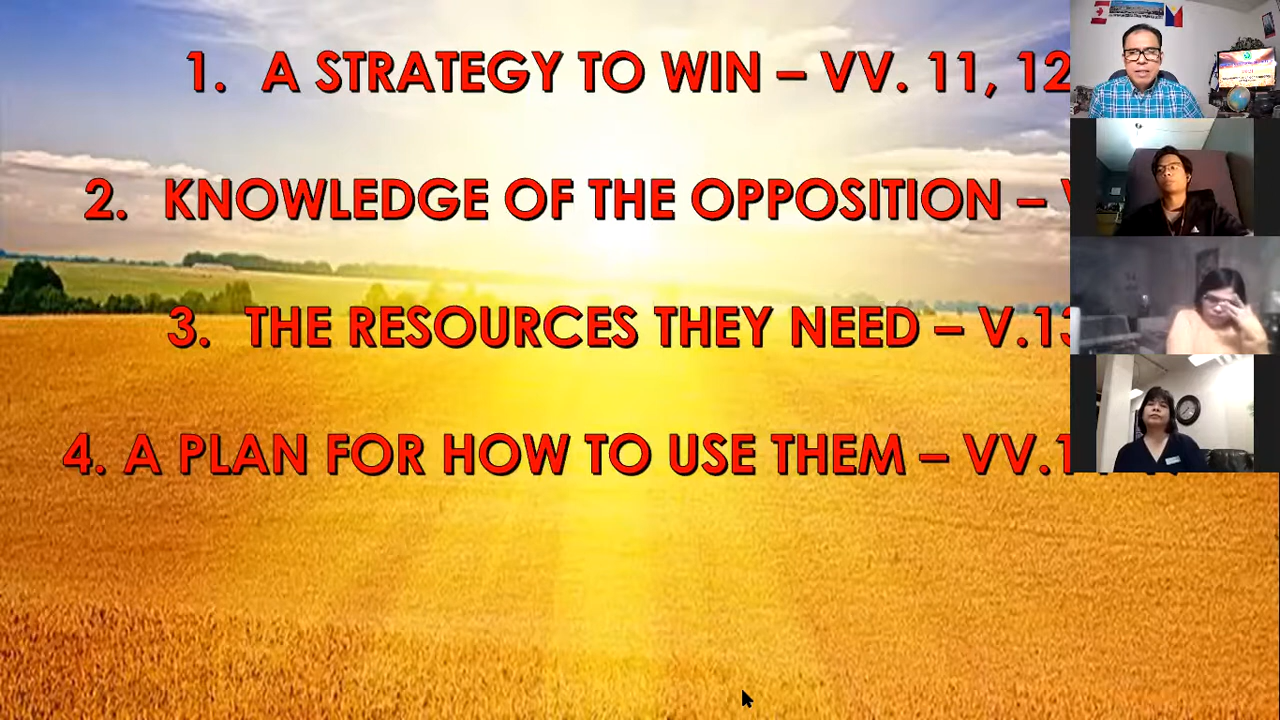 1. A STRATEGY TO WIN – VV. 11, 12
2. KNOWLEDGE OF THE OPPOSITION –
3. THE RESOURCES THEY NEED – V.13
4. A PLAN FOR HOW TO USE THEM – VV.1